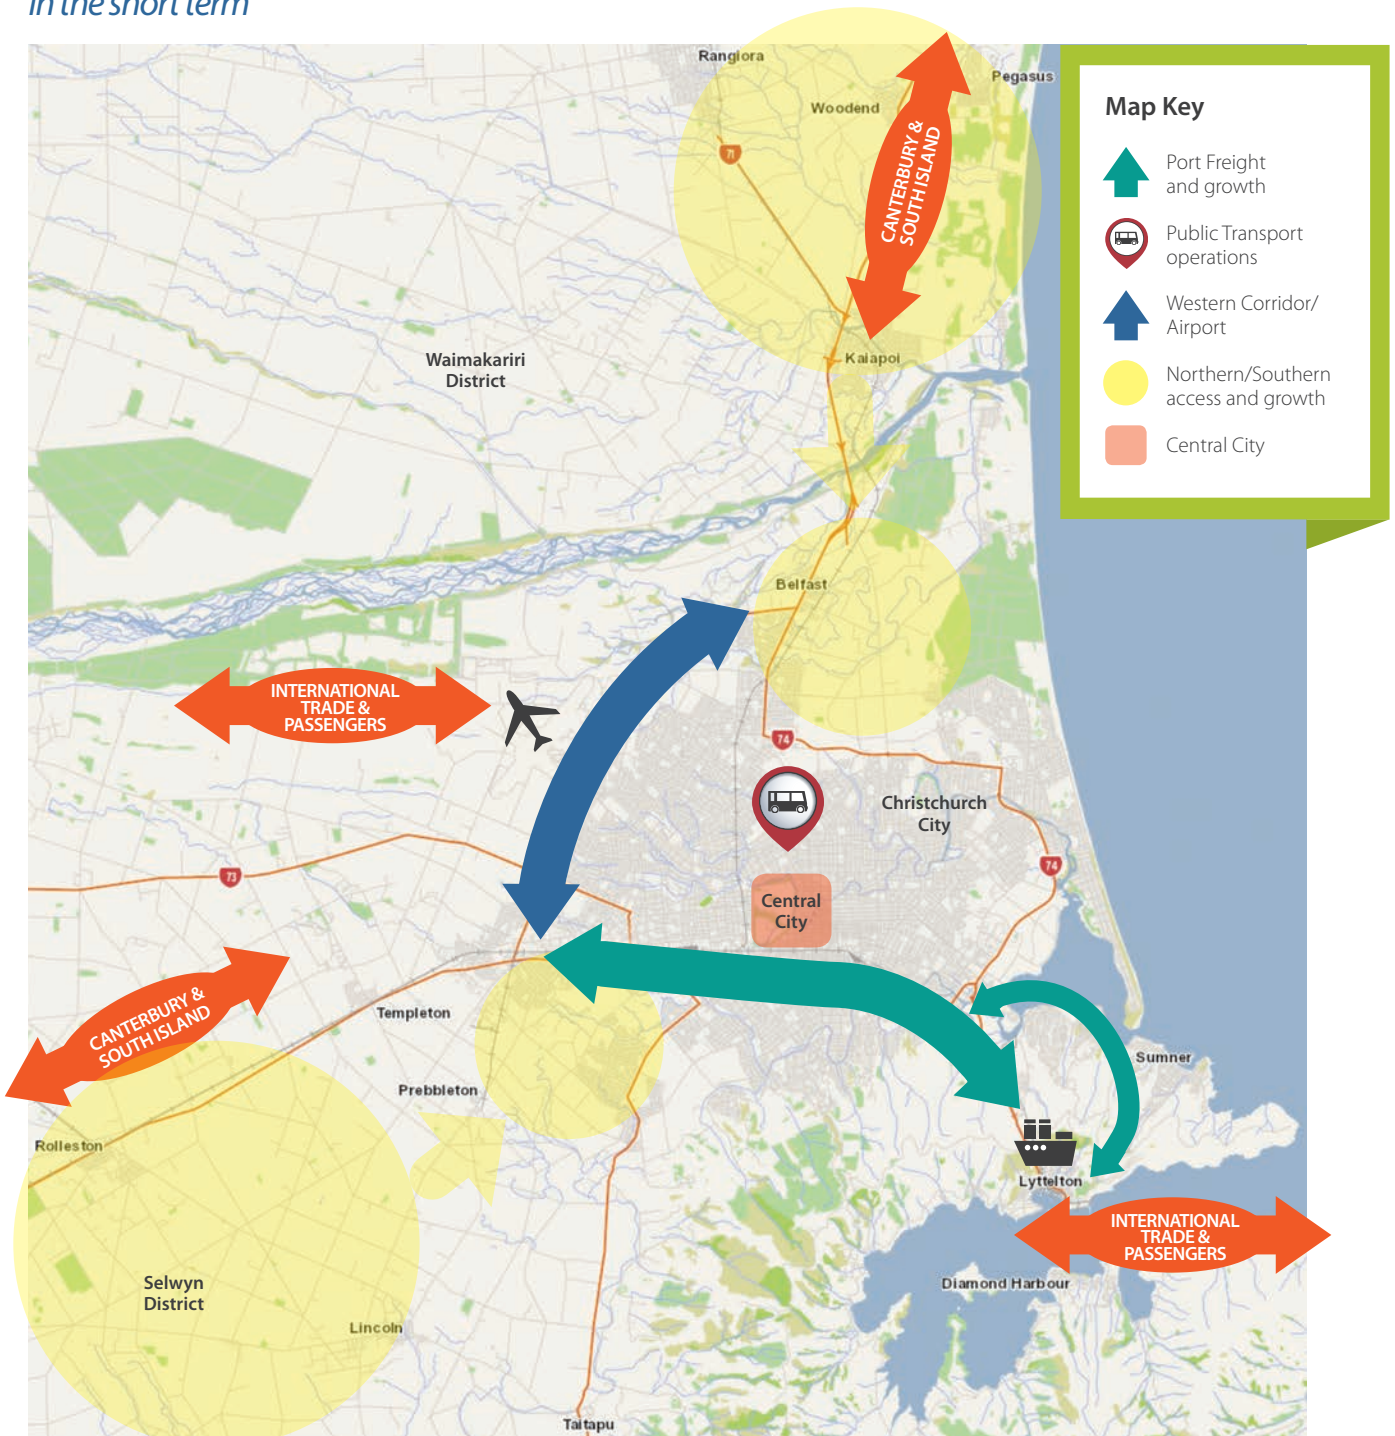 in the short term
Rangiora
Pegasus
Woodend
71
CANTERBURY &
SOUTH ISLAND
Map Key
Port Freight
and growth
Public Transport
operations
Western Corridor/
Airport
Northern/Southern
access and growth
Central City
Waimakariri
District
Kaiapoi
Belfast
INTERNATIONAL
TRADE &
PASSENGERS
74
Christchurch
City
73
74
Central
City
CANTERBURY &
SOUTH ISLAND
Templeton
Sumner
Prebbleton
Rolleston
Lyttelton
INTERNATIONAL
TRADE &
PASSENGERS
Selwyn
District
Diamond Harbour
Lincoln
Taitapu